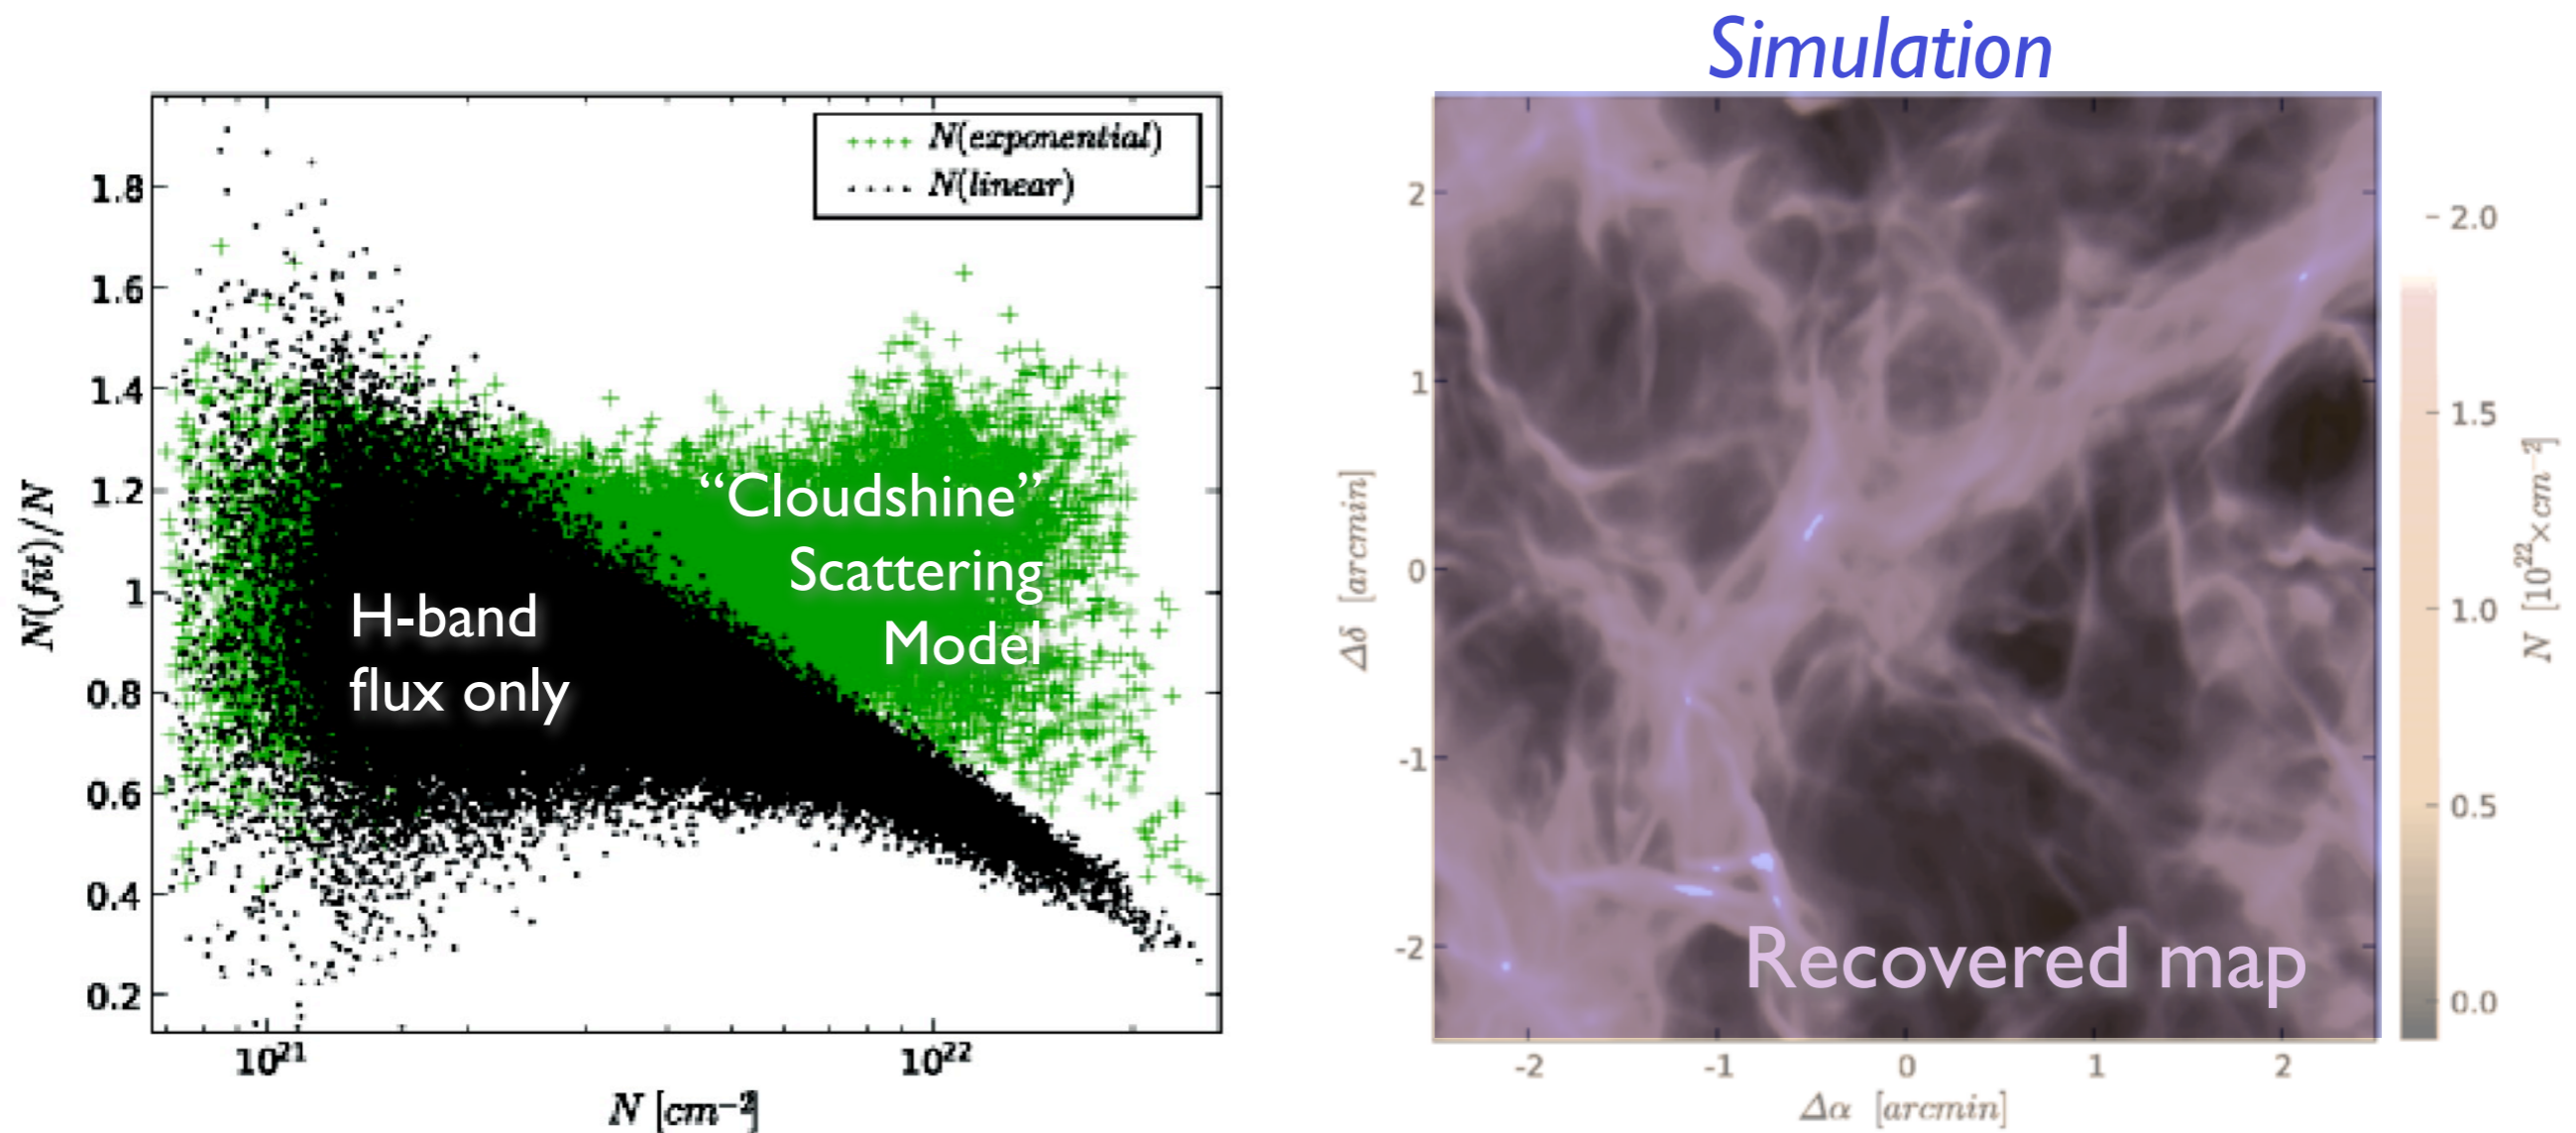 Simulation
N(exponential)
N(linear)
1.8
1.6
1.4
1.2
1
0.8
0.6
0.4
0.2
N(fit)/N
"Cloudshine"
Scattering
Model
H-band
flux only
10²¹
10²²
N [cm⁻²]
2
1
0
-1
-2
Δδ [arcmin]
Recovered map
-2
-1
0
1
2
Δα [arcmin]
2.0
1.5
1.0
0.5
0.0
N [10²²×cm⁻²]